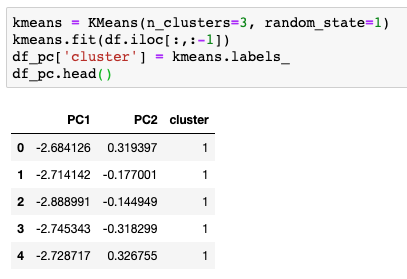 kmeans = KMeans(n_clusters=3, random_state=1)
kmeans.fit(df.iloc[:,:-1])
df_pc['cluster'] = kmeans.labels_
df_pc.head()
PC1 PC2 cluster
0 -2.684126 0.319397 1
1 -2.714142 -0.177001 1
2 -2.888991 -0.144949 1
3 -2.745343 -0.318299 1
4 -2.728717 0.326755 1